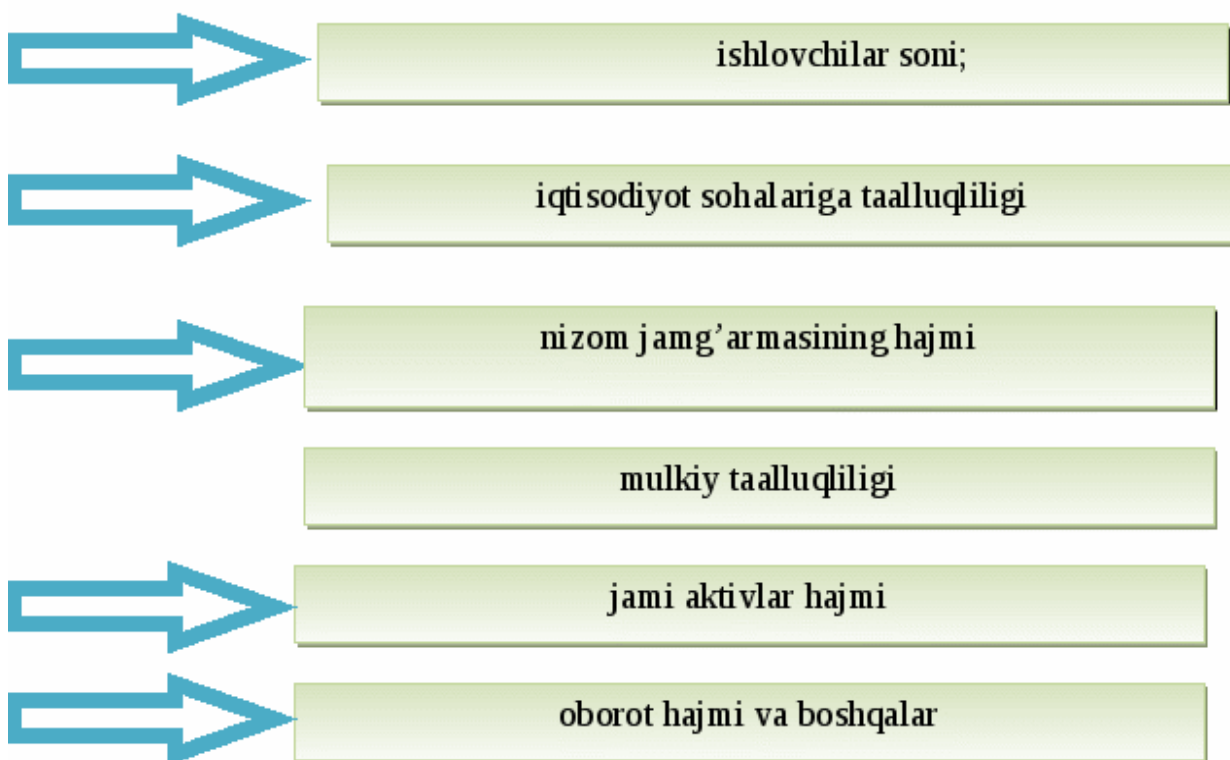 ishlovchilar soni;
iqtisodiyot sohalariga taalluqliligi
nizom jamg’armasining hajmi
mulkiy taalluqliligi
jami aktivlar hajmi
oborot hajmi va boshqalar